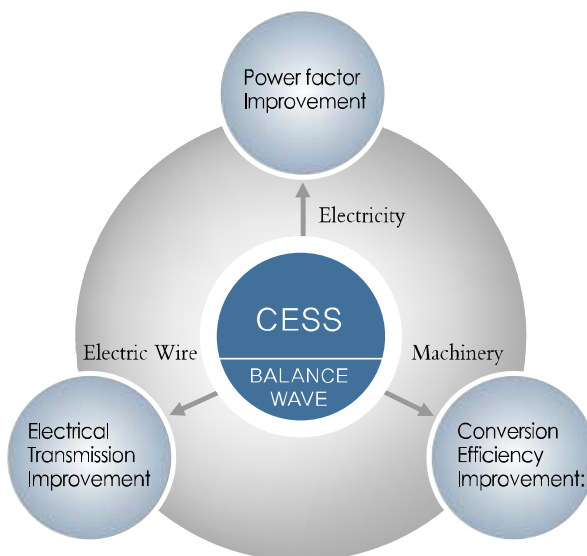 Power factor
Improvement
Electricity
CESS
BALANCE
WAVE
Electric Wire
Machinery
Electrical
Transmission
Improvement
Conversion
Efficiency
Improvement: